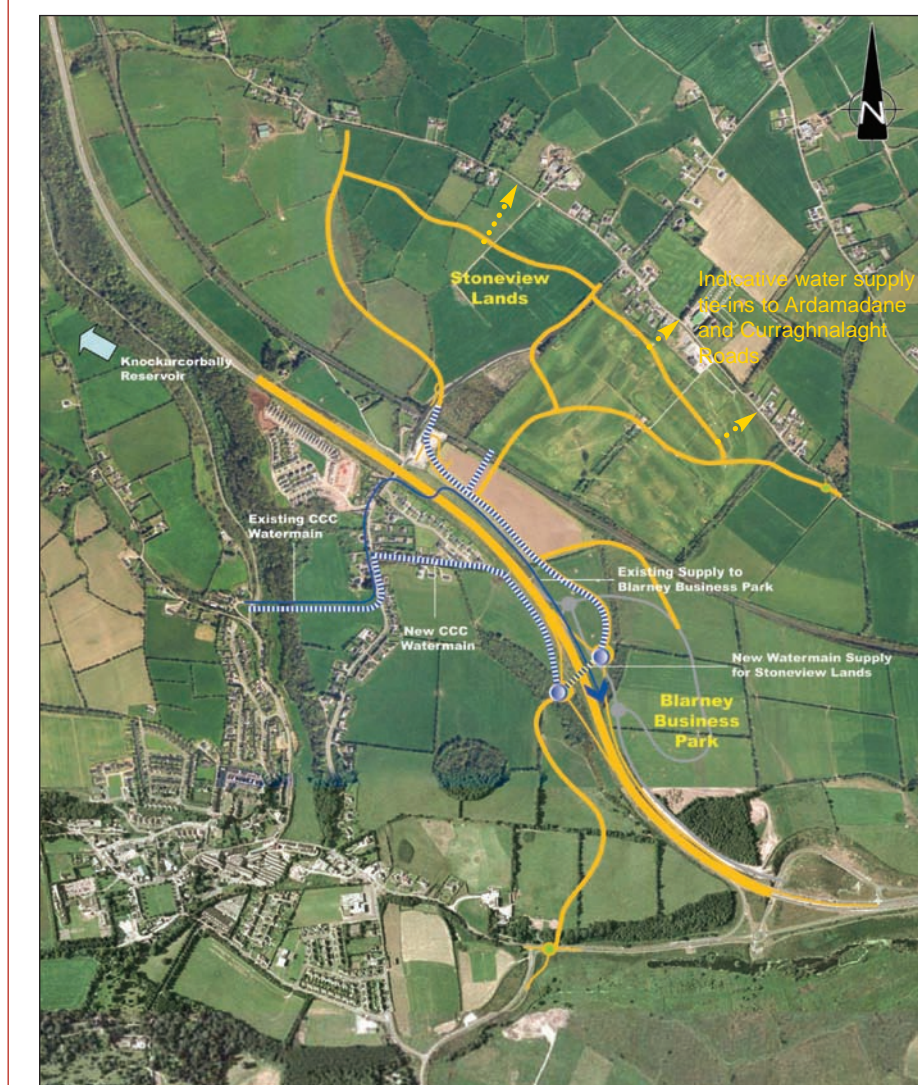 N
Stoneview
Lands
Indicative water supply
tie-ins to Ardamadane
and Curraghnalaght
Roads
Knockarcorbally
Reservoir
Existing CCC
Watermain
Existing Supply to
Blarney Business Park
New CCC
Watermain
New Watermain Supply
for Stoneview Lands
Blarney
Business
Park